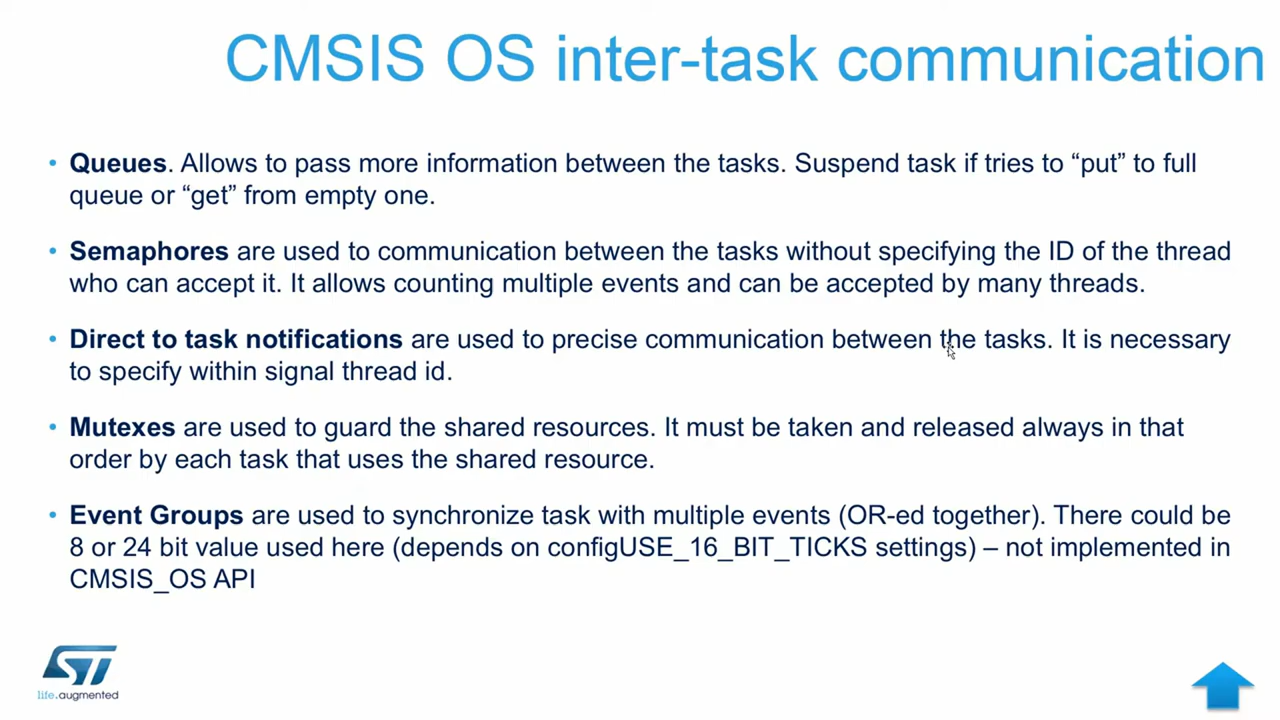 CMSIS OS inter-task communication
• Queues. Allows to pass more information between the tasks. Suspend task if tries to “put” to full
queue or “get” from empty one.
• Semaphores are used to communication between the tasks without specifying the ID of the thread
who can accept it. It allows counting multiple events and can be accepted by many threads.
• Direct to task notifications are used to precise communication between the tasks. It is necessary
to specify within signal thread id.
• Mutexes are used to guard the shared resources. It must be taken and released always in that
order by each task that uses the shared resource.
• Event Groups are used to synchronize task with multiple events (OR-ed together). There could be
8 or 24 bit value used here (depends on configUSE_16_BIT_TICKS settings) – not implemented in
CMSIS_OS API
ST
life.augmented